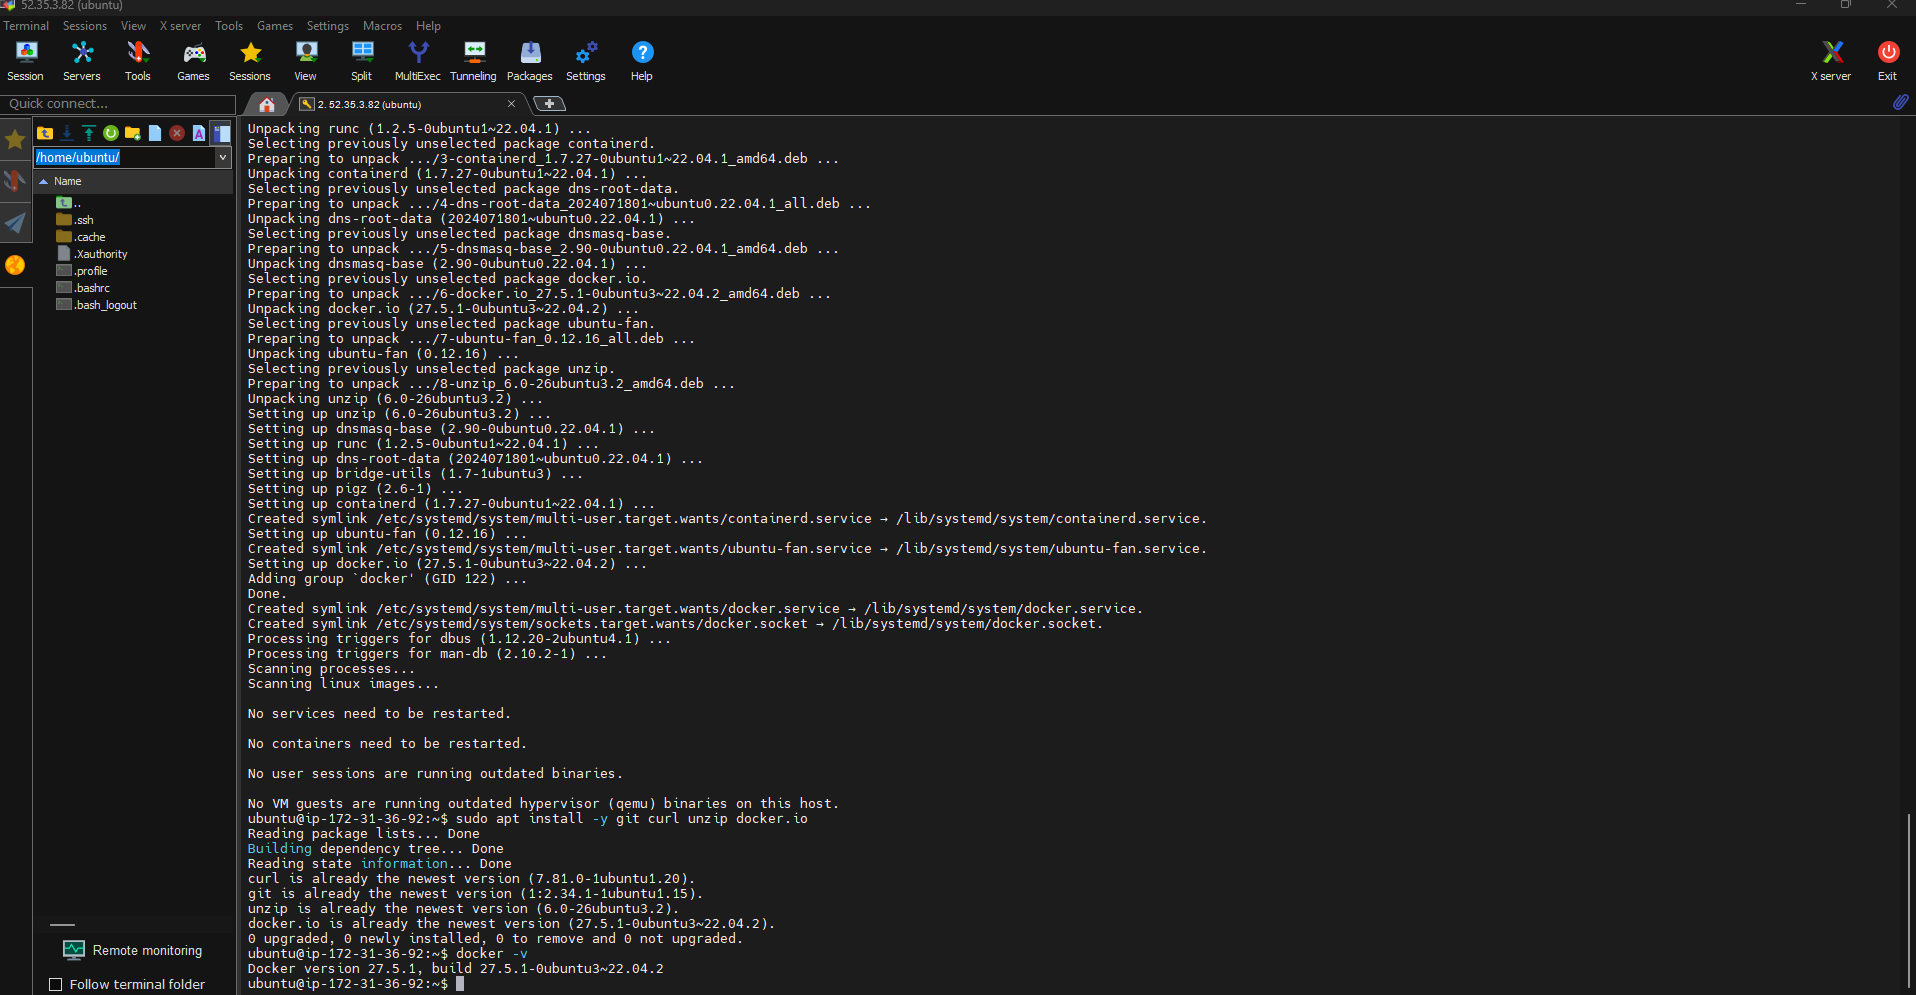 52.35.3.82 (ubuntu)
Terminal Sessions View X server Tools Games Settings Macros Help
Session Servers Tools Games Sessions View Split MultiExec Tunneling Packages Settings Help X server Exit
Quick connect...
2. 52.35.3.82 (ubuntu)
/home/ubuntu/
Name
..
.ssh
.cache
.Xauthority
.profile
.bashrc
.bash_logout
Remote monitoring
Follow terminal folder
Unpacking runc (1.2.5-0ubuntu1~22.04.1) ...
Selecting previously unselected package containerd.
Preparing to unpack .../3-containerd_1.7.27-0ubuntu1~22.04.1_amd64.deb ...
Unpacking containerd (1.7.27-0ubuntu1~22.04.1) ...
Selecting previously unselected package dns-root-data.
Preparing to unpack .../4-dns-root-data_2024071801~ubuntu0.22.04.1_all.deb ...
Unpacking dns-root-data (2024071801~ubuntu0.22.04.1) ...
Selecting previously unselected package dnsmasq-base.
Preparing to unpack .../5-dnsmasq-base_2.90-0ubuntu0.22.04.1_amd64.deb ...
Unpacking dnsmasq-base (2.90-0ubuntu0.22.04.1) ...
Selecting previously unselected package docker.io.
Preparing to unpack .../6-docker.io_27.5.1-0ubuntu3~22.04.2_amd64.deb ...
Unpacking docker.io (27.5.1-0ubuntu3~22.04.2) ...
Selecting previously unselected package ubuntu-fan.
Preparing to unpack .../7-ubuntu-fan_0.12.16_all.deb ...
Unpacking ubuntu-fan (0.12.16) ...
Selecting previously unselected package unzip.
Preparing to unpack .../8-unzip_6.0-26ubuntu3.2_amd64.deb ...
Unpacking unzip (6.0-26ubuntu3.2) ...
Setting up unzip (6.0-26ubuntu3.2) ...
Setting up dnsmasq-base (2.90-0ubuntu0.22.04.1) ...
Setting up runc (1.2.5-0ubuntu1~22.04.1) ...
Setting up dns-root-data (2024071801~ubuntu0.22.04.1) ...
Setting up bridge-utils (1.7-1ubuntu3) ...
Setting up pigz (2.6-1) ...
Setting up containerd (1.7.27-0ubuntu1~22.04.1) ...
Created symlink /etc/systemd/system/multi-user.target.wants/containerd.service → /lib/systemd/system/containerd.service.
Setting up ubuntu-fan (0.12.16) ...
Created symlink /etc/systemd/system/multi-user.target.wants/ubuntu-fan.service → /lib/systemd/system/ubuntu-fan.service.
Setting up docker.io (27.5.1-0ubuntu3~22.04.2) ...
Adding group `docker' (GID 122) ...
Done.
Created symlink /etc/systemd/system/multi-user.target.wants/docker.service → /lib/systemd/system/docker.service.
Created symlink /etc/systemd/system/sockets.target.wants/docker.socket → /lib/systemd/system/docker.socket.
Processing triggers for dbus (1.12.20-2ubuntu4.1) ...
Processing triggers for man-db (2.10.2-1) ...
Scanning processes...
Scanning linux images...
No services need to be restarted.
No containers need to be restarted.
No user sessions are running outdated binaries.
No VM guests are running outdated hypervisor (qemu) binaries on this host.
ubuntu@ip-172-31-36-92:~$ sudo apt install -y git curl unzip docker.io
Reading package lists... Done
Building dependency tree... Done
Reading state information... Done
curl is already the newest version (7.81.0-1ubuntu1.20).
git is already the newest version (1:2.34.1-1ubuntu1.15).
unzip is already the newest version (6.0-26ubuntu3.2).
docker.io is already the newest version (27.5.1-0ubuntu3~22.04.2).
0 upgraded, 0 newly installed, 0 to remove and 0 not upgraded.
ubuntu@ip-172-31-36-92:~$ docker -v
Docker version 27.5.1, build 27.5.1-0ubuntu3~22.04.2
ubuntu@ip-172-31-36-92:~$